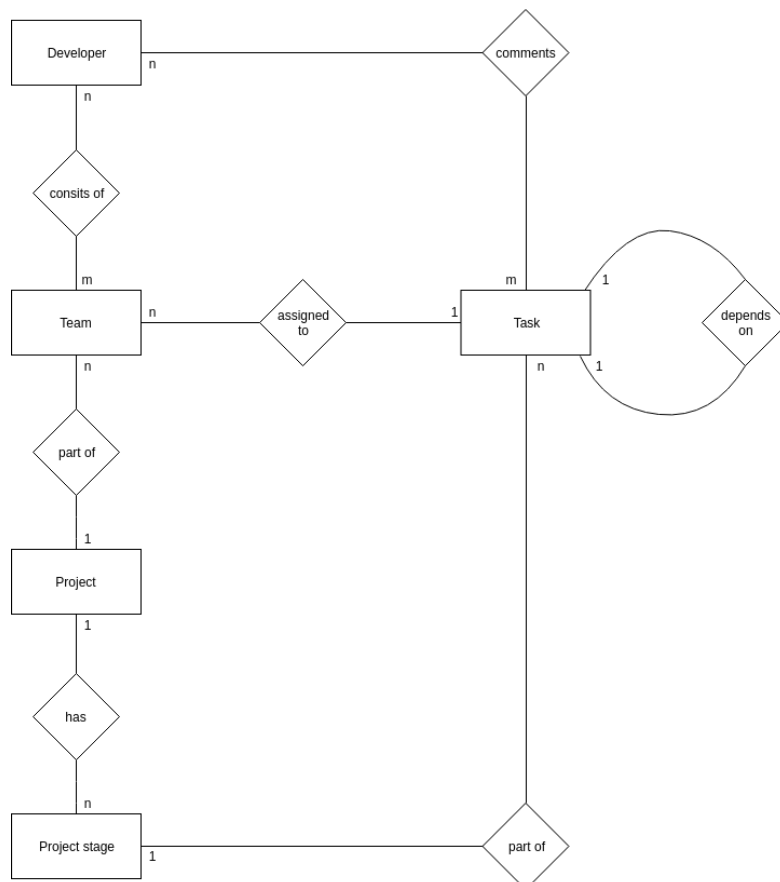 Developer
n
comments
n
consits of
m
Team
n
assigned
to
1
m
Task
1
depends
on
1
n
n
part of
1
Project
1
has
n
Project stage
1
part of